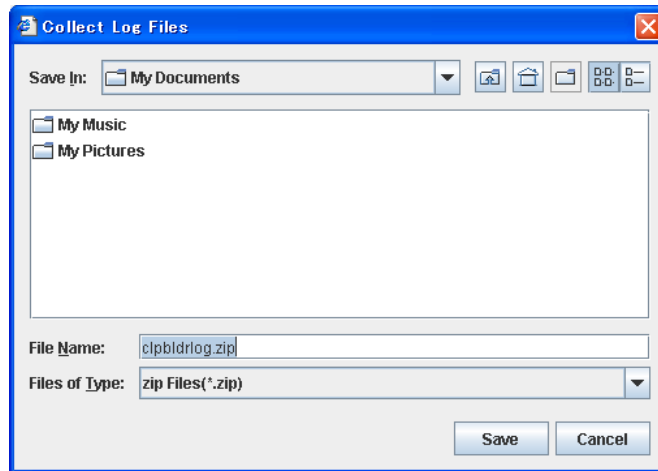 Collect Log Files
Save In: My Documents
My Music
My Pictures
File Name: clpbldrlog.zip
Files of Type: zip Files(*.zip)
Save Cancel